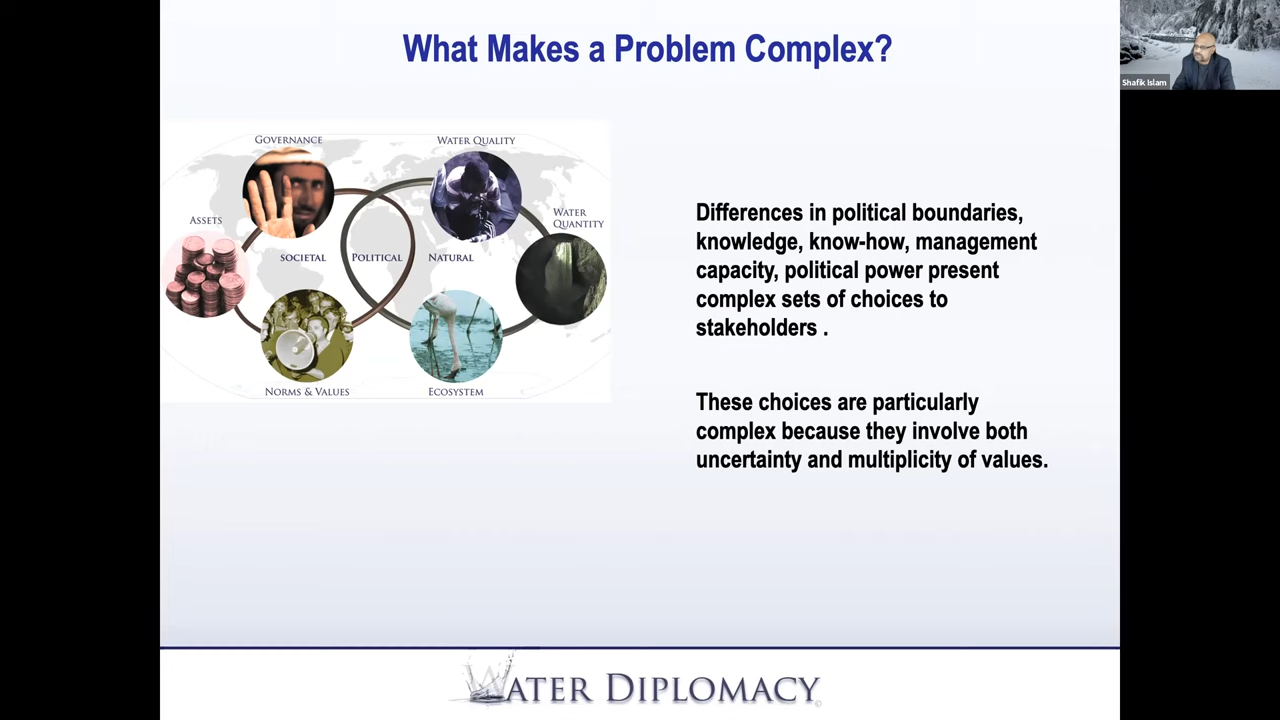 What Makes a Problem Complex?
Shafik Islam
GOVERNANCE
WATER QUALITY
ASSETS
WATER
QUANTITY
SOCIETAL
POLITICAL
NATURAL
NORMS & VALUES
ECOSYSTEM
Differences in political boundaries,
knowledge, know-how, management
capacity, political power present
complex sets of choices to
stakeholders .
These choices are particularly
complex because they involve both
uncertainty and multiplicity of values.
WATER DIPLOMACY
©